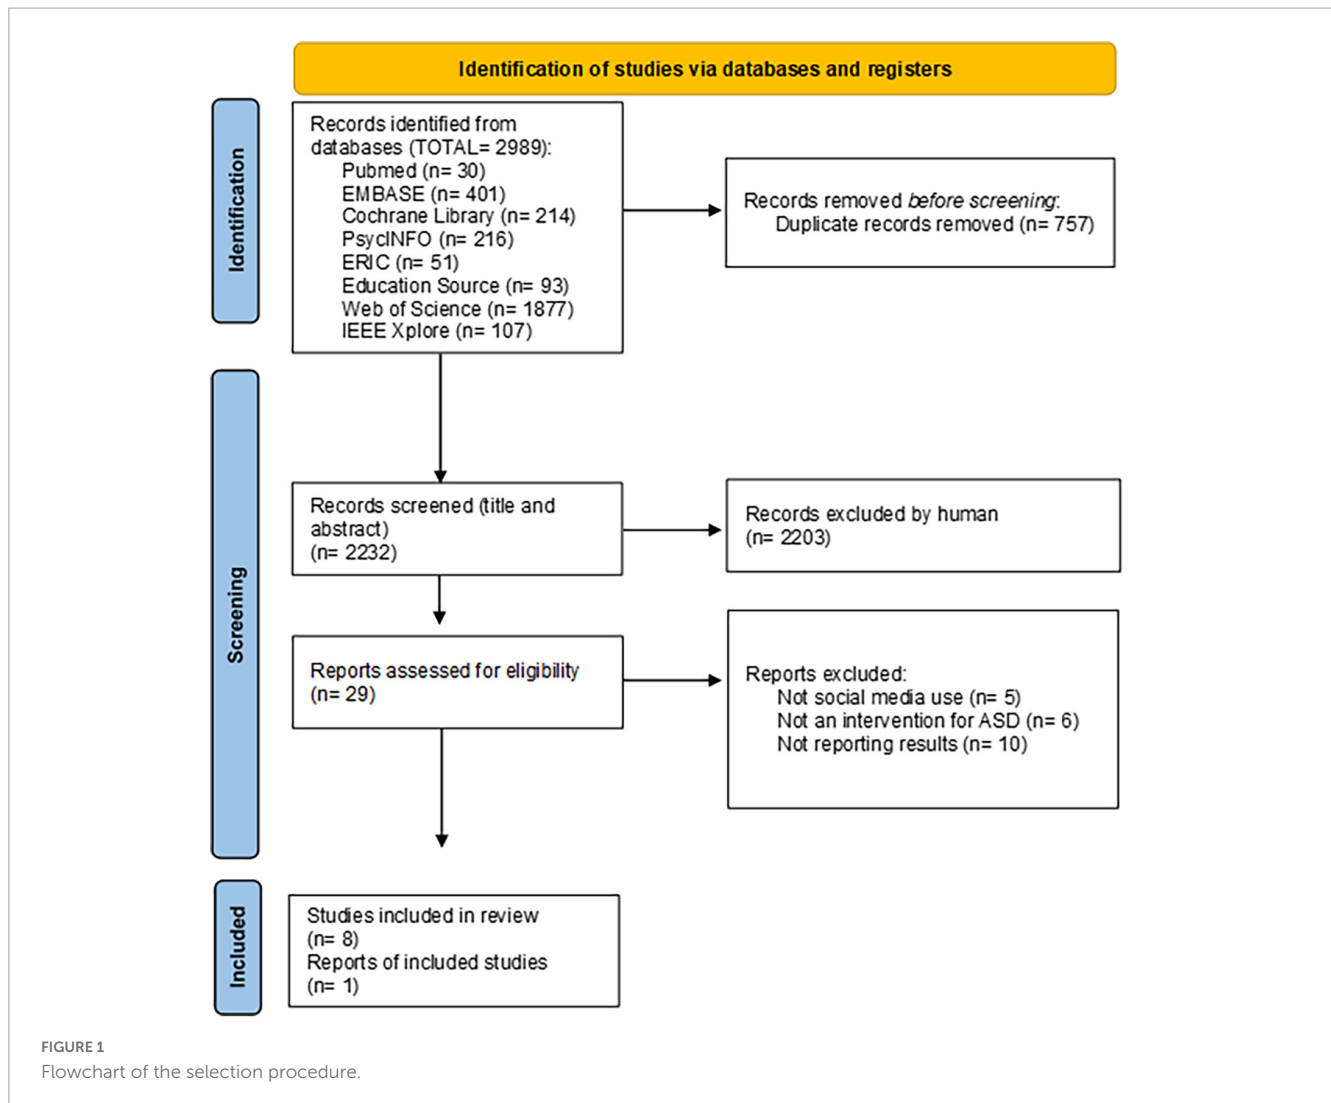 Identification of studies via databases and registers
Identification
Records identified from
databases (TOTAL= 2989):
Pubmed (n= 30)
EMBASE (n= 401)
Cochrane Library (n= 214)
PsycINFO (n= 216)
ERIC (n= 51)
Education Source (n= 93)
Web of Science (n= 1877)
IEEE Xplore (n= 107)
Records removed before screening:
Duplicate records removed (n= 757)
Screening
Records screened (title and
abstract)
(n= 2232)
Records excluded by human
(n= 2203)
Reports assessed for eligibility
(n= 29)
Reports excluded:
Not social media use (n= 5)
Not an intervention for ASD (n= 6)
Not reporting results (n= 10)
Included
Studies included in review
(n= 8)
Reports of included studies
(n= 1)
FIGURE 1
Flowchart of the selection procedure.